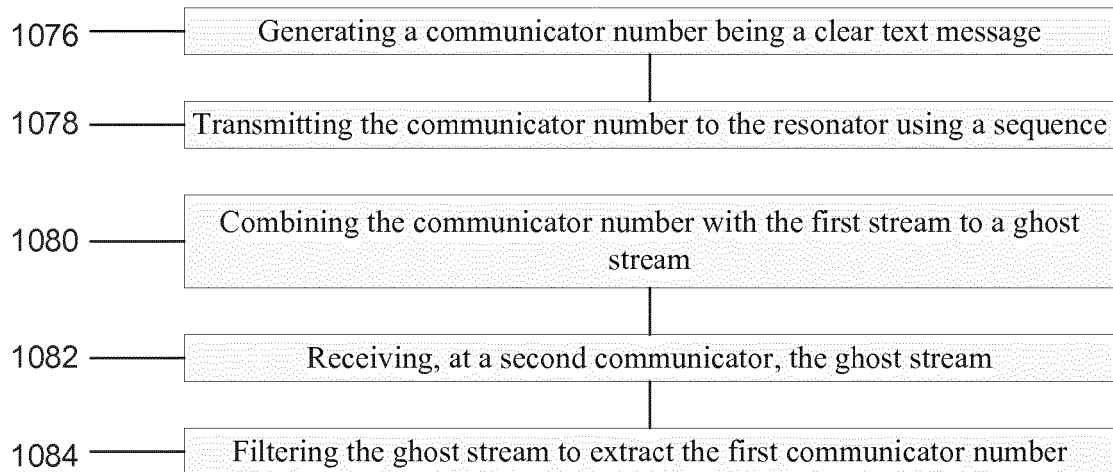 1076 Generating a communicator number being a clear text message
1078 Transmitting the communicator number to the resonator using a sequence
1080 Combining the communicator number with the first stream to a ghost
stream
1082 Receiving, at a second communicator, the ghost stream
1084 Filtering the ghost stream to extract the first communicator number